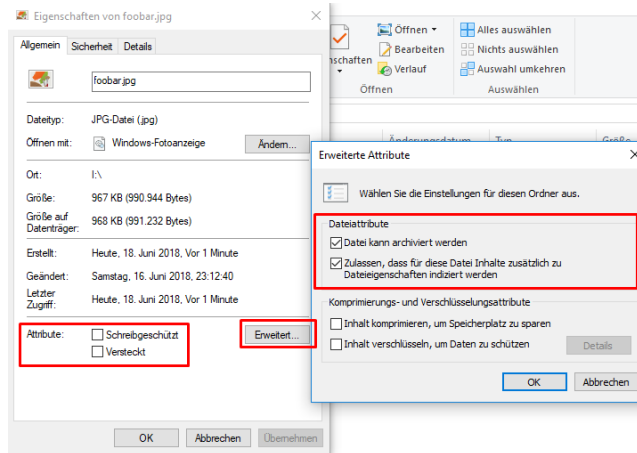 Eigenschaften von foobar.jpg
Allgemein Sicherheit Details
foobar.jpg
Dateityp: JPG-Datei (.jpg)
Öffnen mit: Windows-Fotoanzeige Ändern...
Ort: I:\
Größe: 967 KB (990.944 Bytes)
Größe auf Datenträger: 968 KB (991.232 Bytes)
Erstellt: Heute, 18. Juni 2018, Vor 1 Minute
Geändert: Samstag, 16. Juni 2018, 23:12:40
Letzter Zugriff: Heute, 18. Juni 2018, Vor 1 Minute
Attribute: Schreibgeschützt Erweitert...
Versteckt
OK Abbrechen Übernehmen
nschaften
Öffnen
Bearbeiten
Verlauf
Öffnen
Alles auswählen
Nichts auswählen
Auswahl umkehren
Auswählen
Änderungsdatum Typ Größe
Erweiterte Attribute
Wählen Sie die Einstellungen für diesen Ordner aus.
Dateiattribute
Datei kann archiviert werden
Zulassen, dass für diese Datei Inhalte zusätzlich zu
Dateieigenschaften indiziert werden
Komprimierungs- und Verschlüsselungsattribute
Inhalt komprimieren, um Speicherplatz zu sparen
Inhalt verschlüsseln, um Daten zu schützen Details
OK Abbrechen